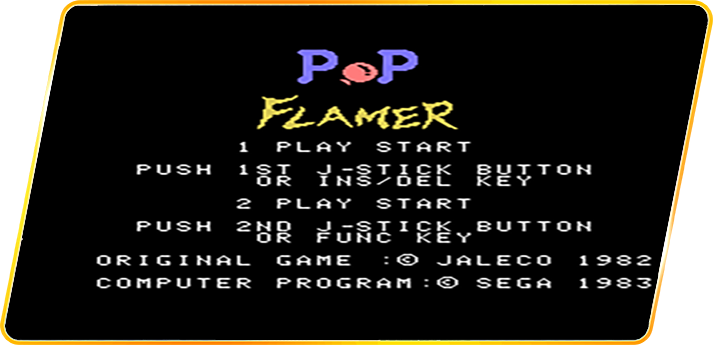 POP
FLAMER
1 PLAY START
PUSH 1ST J-STICK BUTTON
OR INS/DEL KEY
2 PLAY START
PUSH 2ND J-STICK BUTTON
OR FUNC KEY
ORIGINAL GAME :© JALECO 1982
COMPUTER PROGRAM:© SEGA 1983